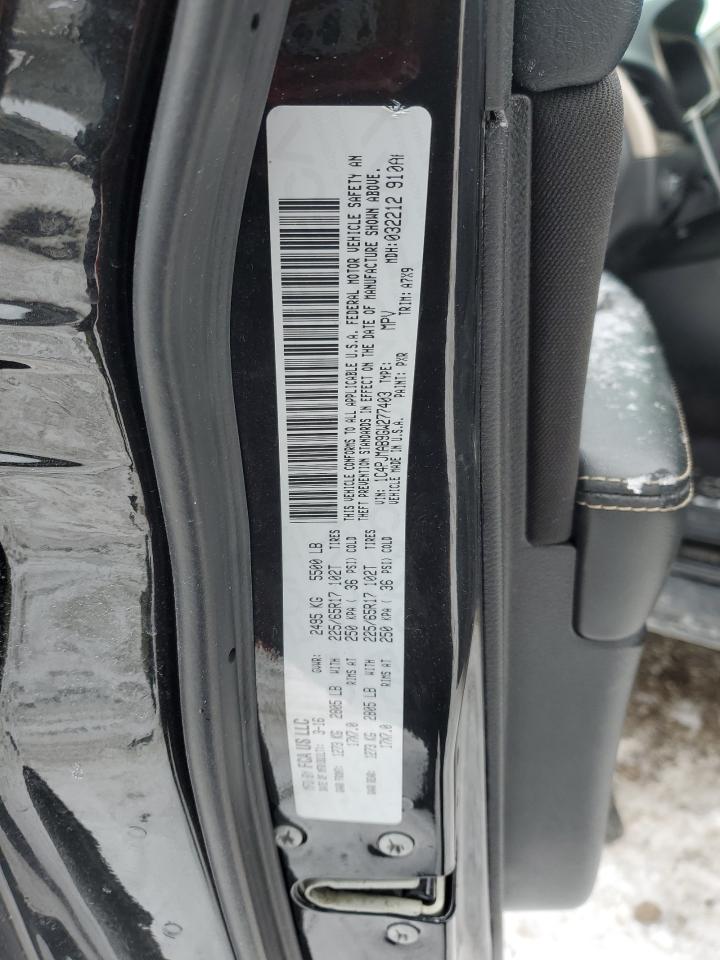 MFD BY FCA US LLC
DATE OF MFR: 3-16 GVWR: 2495 KG 5500 LB
GAWR FRONT: 1273 KG 2805 LB WITH 225/65R17 102T TIRES
17X7.0 RIMS AT 250 KPA ( 36 PSI) COLD
GAWR REAR: 1273 KG 2805 LB WITH 225/65R17 102T TIRES
17X7.0 RIMS AT 250 KPA ( 36 PSI) COLD
THIS VEHICLE CONFORMS TO ALL APPLICABLE U.S.A. FEDERAL MOTOR VEHICLE SAFETY AN
THEFT PREVENTION STANDARDS IN EFFECT ON THE DATE OF MANUFACTURE SHOWN ABOVE.
VIN: 1C4PJMAB9GW277403 TYPE: MPV MDH:032212 910A
VEHICLE MADE IN U.S.A. PAINT: PXR TRIM: A7X9